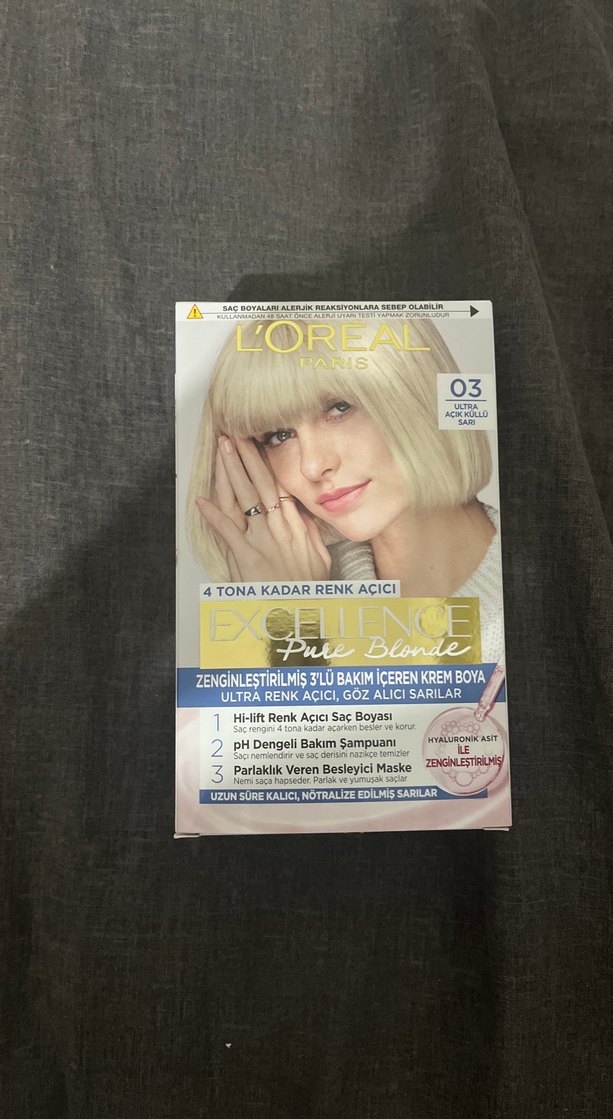 SAÇ BOYALARI ALERJİK REAKSİYONLARA SEBEP OLABİLİR
KULLANMADAN 48 SAAT ÖNCE ALERJİ UYARI TESTİ YAPMAK ZORUNLUDUR
L'ORÉAL
PARIS
03
ULTRA
AÇIK KÜLLÜ
SARI
4 TONA KADAR RENK AÇICI
EXCELLENCE
Pure Blonde
ZENGİNLEŞTİRİLMİŞ 3'LÜ BAKIM İÇEREN KREM BOYA
ULTRA RENK AÇICI, GÖZ ALICI SARILAR
1 Hi-lift Renk Açıcı Saç Boyası
Saç rengini 4 tona kadar açarken besler ve korur.
2 pH Dengeli Bakım Şampuanı
Saçı nemlendirir ve saç derisini nazikçe temizler
3 Parlaklık Veren Besleyici Maske
Nemi saça hapseder. Parlak ve yumuşak saçlar
HYALURONİK ASİT
İLE
ZENGİNLEŞTİRİLMİŞ
UZUN SÜRE KALICI, NÖTRALİZE EDİLMİŞ SARILAR